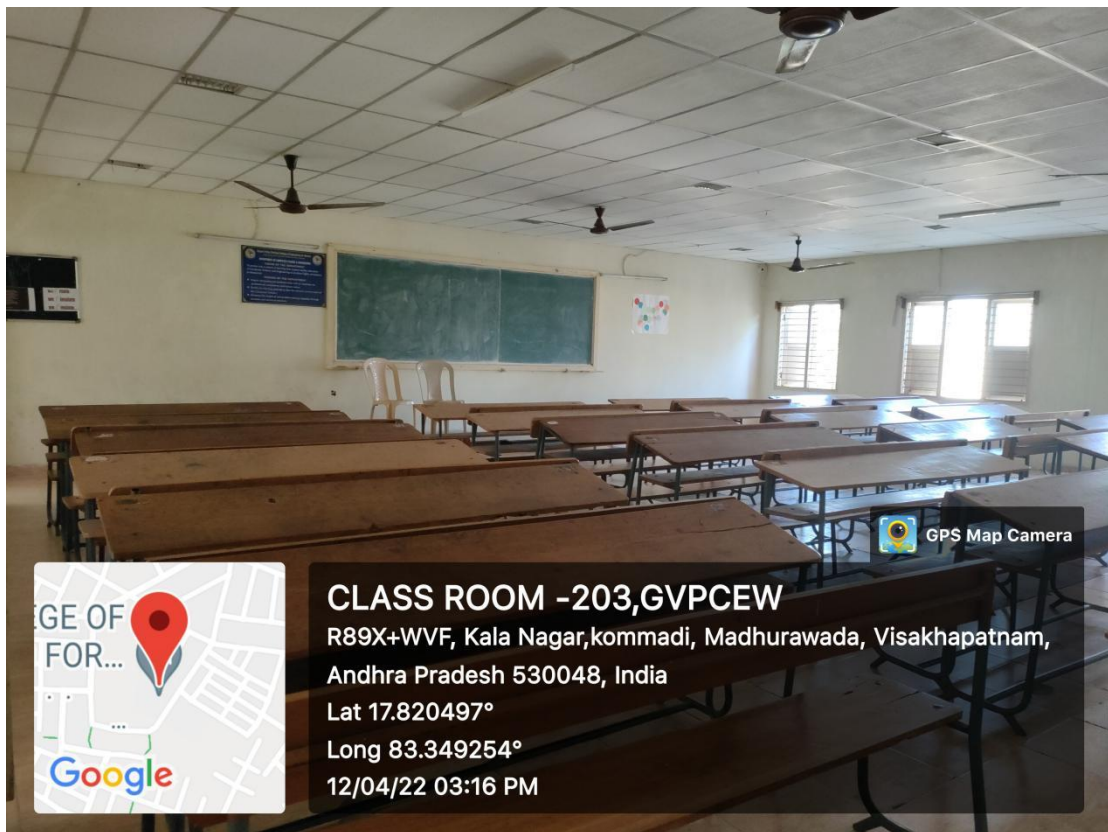 GPS Map Camera
GE OF
FOR...
Google
CLASS ROOM -203,GVPCEW
R89X+WVF, Kala Nagar,kommadi, Madhurawada, Visakhapatnam,
Andhra Pradesh 530048, India
Lat 17.820497°
Long 83.349254°
12/04/22 03:16 PM